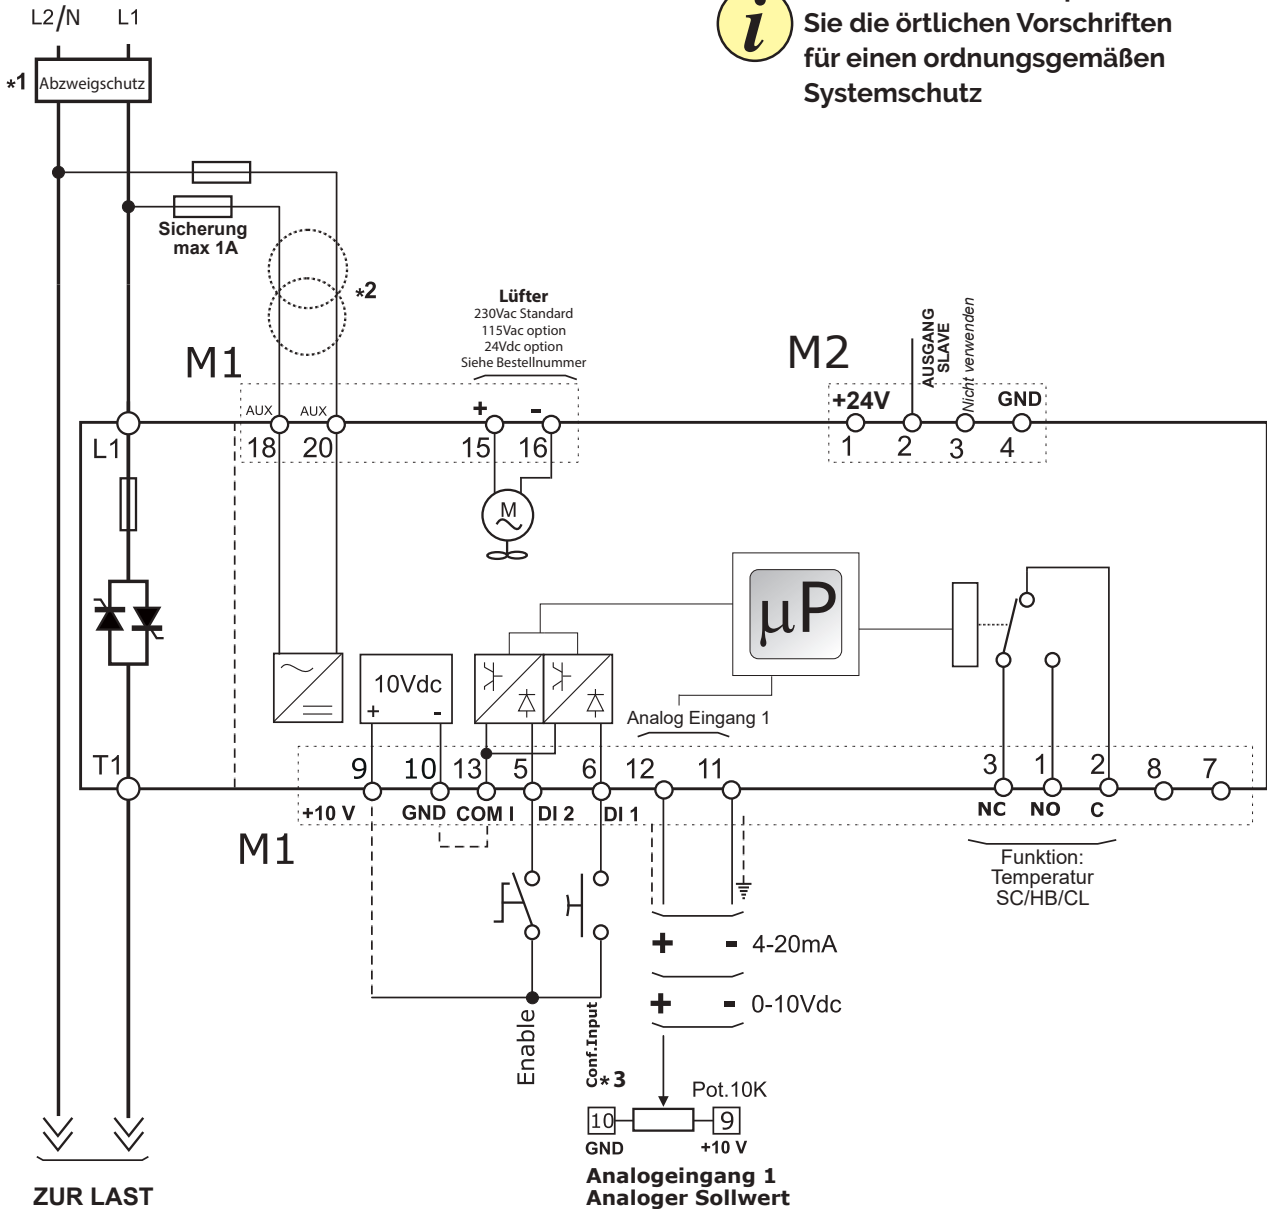 L2/N L1
i
Sie die örtlichen Vorschriften
für einen ordnungsgemäßen
Systemschutz
*1 Abzweigschutz
Sicherung
max 1A
*2
Lüfter
230Vac Standard
115Vac option
24Vdc option
Siehe Bestellnummer
M1
M2
AUSGANG
SLAVE
Nicht verwenden
AUX AUX + -
+24V GND
L1 18 20 15 16 1 2 3 4
M
µP
10Vdc
+ -
Analog Eingang 1
T1 9 10 13 5 6 12 11 3 1 2 8 7
+10 V GND COM I DI 2 DI 1 NC NO C
M1
Funktion:
Temperatur
SC/HB/CL
+ - 4-20mA
+ - 0-10Vdc
Enable
Conf.Input
*3
Pot.10K
10 9
GND +10 V
Analogeingang 1
Analoger Sollwert
ZUR LAST